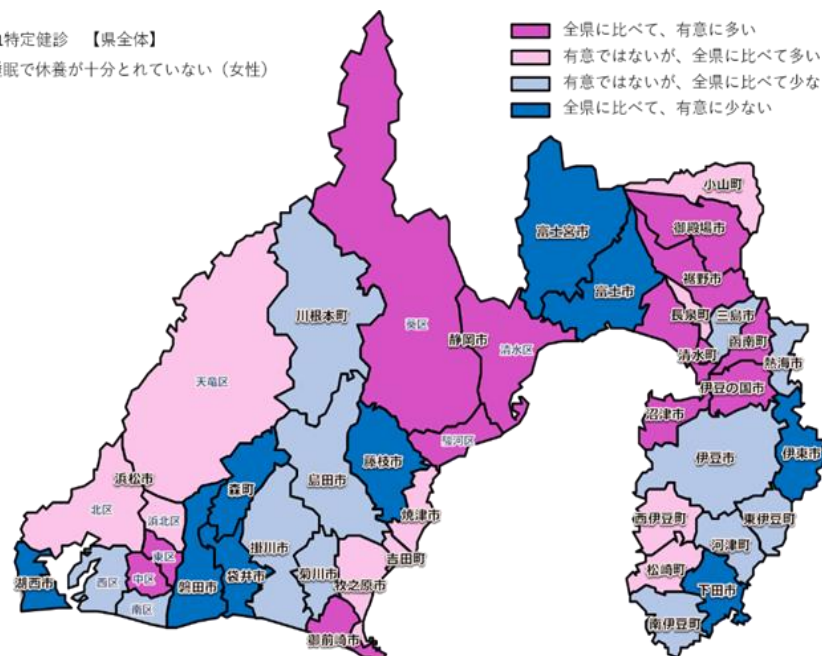 特定健診 【県全体】
眠で休養が十分とれていない（女性）
全県に比べて、有意に多い
有意ではないが、全県に比べて多い
有意ではないが、全県に比べて少な
全県に比べて、有意に少ない
小山町
富士宮市
御殿場市
裾野市
富士市
長泉町
三島市
川根本町
葵区
静岡市
清水区
清水町
函南町
熱海市
天竜区
伊豆の国市
沼津市
駿河区
藤枝市
伊豆市
伊東市
浜松市
森町
島田市
北区
浜北区
焼津市
西伊豆町
東伊豆町
掛川市
吉田町
河津町
東区
湖西市
西区
中区
磐田市
袋井市
菊川市
牧之原市
松崎町
下田市
南区
南伊豆町
御前崎市